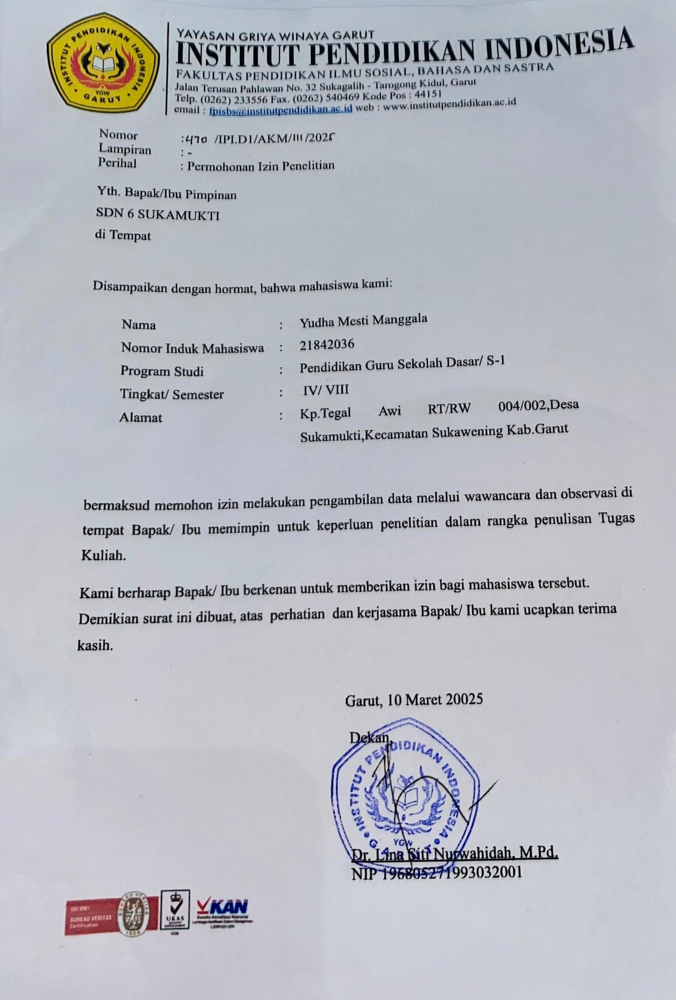 INSTITUT PENDIDIKAN INDONESIA
YGW
GARUT
YAYASAN GRIYA WINAYA GARUT
INSTITUT PENDIDIKAN INDONESIA
FAKULTAS PENDIDIKAN ILMU SOSIAL, BAHASA DAN SASTRA
Jalan Terusan Pahlawan No. 32 Sukagalih - Tarogong Kidul, Garut
Telp. (0262) 233556 Fax. (0262) 540469 Kode Pos : 44151
email : fpisbs@institutpendidikan.ac.id web : www.institutpendidikan.ac.id
Nomor : 470 /IPI.D1/AKM/III/2025
Lampiran : -
Perihal : Permohonan Izin Penelitian
Yth. Bapak/Ibu Pimpinan
SDN 6 SUKAMUKTI
di Tempat
Disampaikan dengan hormat, bahwa mahasiswa kami:
Nama : Yudha Mesti Manggala
Nomor Induk Mahasiswa : 21842036
Program Studi : Pendidikan Guru Sekolah Dasar/ S-1
Tingkat/ Semester : IV/ VIII
Alamat : Kp.Tegal Awi RT/RW 004/002,Desa
Sukamukti,Kecamatan Sukawening Kab.Garut
bermaksud memohon izin melakukan pengambilan data melalui wawancara dan observasi di
tempat Bapak/ Ibu memimpin untuk keperluan penelitian dalam rangka penulisan Tugas
Kuliah.
Kami berharap Bapak/ Ibu berkenan untuk memberikan izin bagi mahasiswa tersebut.
Demikian surat ini dibuat, atas perhatian dan kerjasama Bapak/ Ibu kami ucapkan terima
kasih.
Garut, 10 Maret 20025
Dekan,
INSTITUT PENDIDIKAN INDONESIA
YGW
GARUT
Dr. Lina Siti Nurwahidah, M.Pd.
NIP 196805271993032001
ISO 9001
BUREAU VERITAS
Certification
BUREAU VERITAS
1828
UKAS
QUALITY
MANAGEMENT
KAN
Komite Akreditasi Nasional